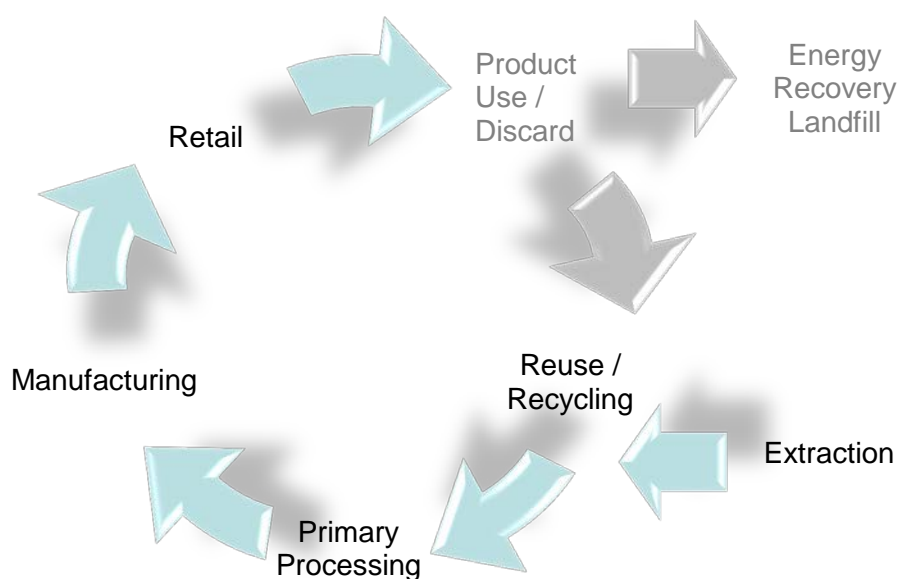 Product
Use /
Discard
Energy
Recovery
Landfill
Retail
Manufacturing
Reuse /
Recycling
Extraction
Primary
Processing